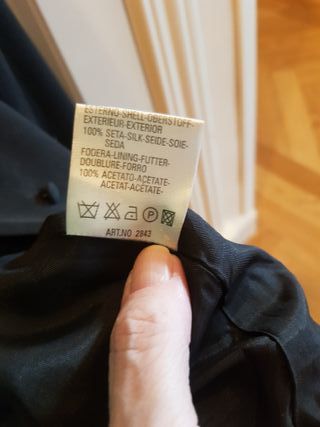 ESTERNO-SHELL-OBERSTOFF-
EXTERIEUR-EXTERIOR
100% SETA-SILK-SEIDE-SOIE-
SEDA
FODERA-LINING-FUTTER-
DOUBLURE-FORRO
100% ACETATO-ACETATE-
ACETAT-ACETATE-
P
ART.NO 2843